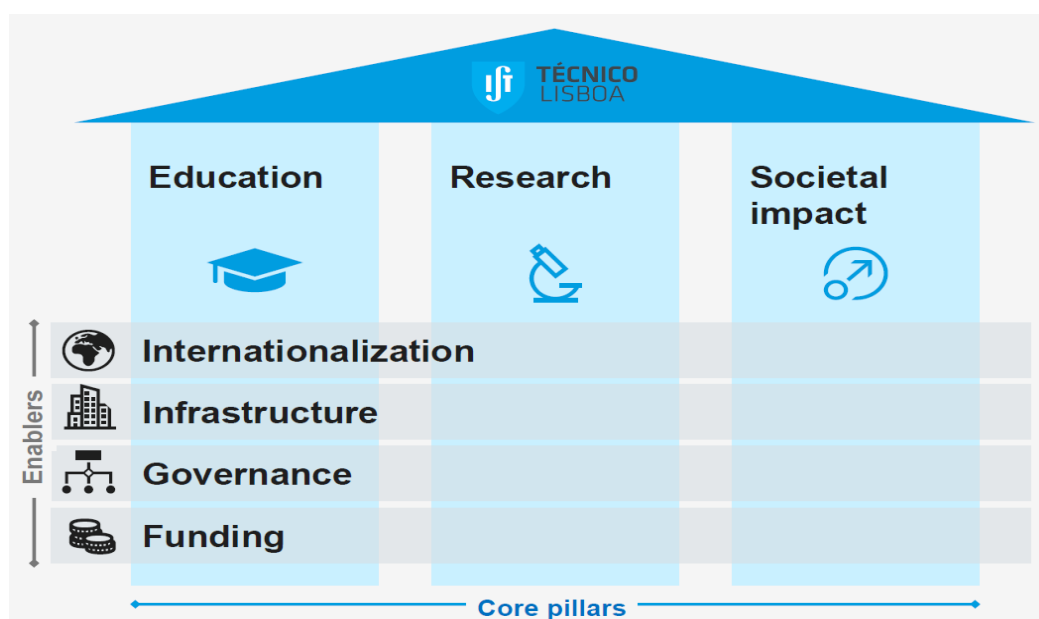 TÉCNICO
LISBOA
Education
Research
Societal
impact
Enablers
Internationalization
Infrastructure
Governance
Funding
Core pillars